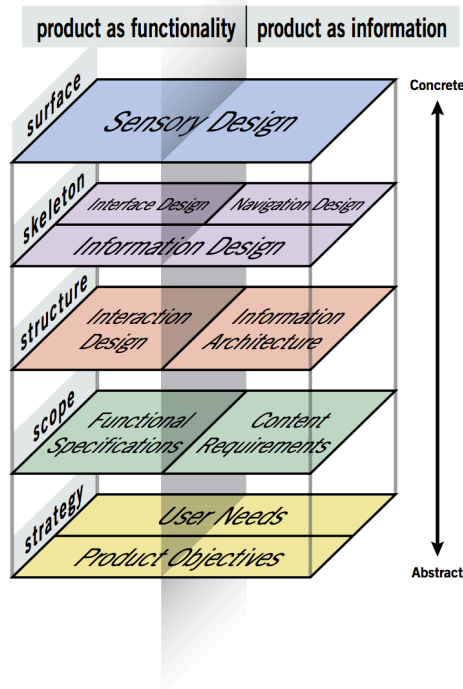 product as functionality
product as information
Concrete
surface
Sensory Design
skeleton
Interface Design
Navigation Design
Information Design
structure
Interaction
Design
Information
Architecture
scope
Functional
Specifications
Content
Requirements
strategy
User Needs
Product Objectives
Abstract